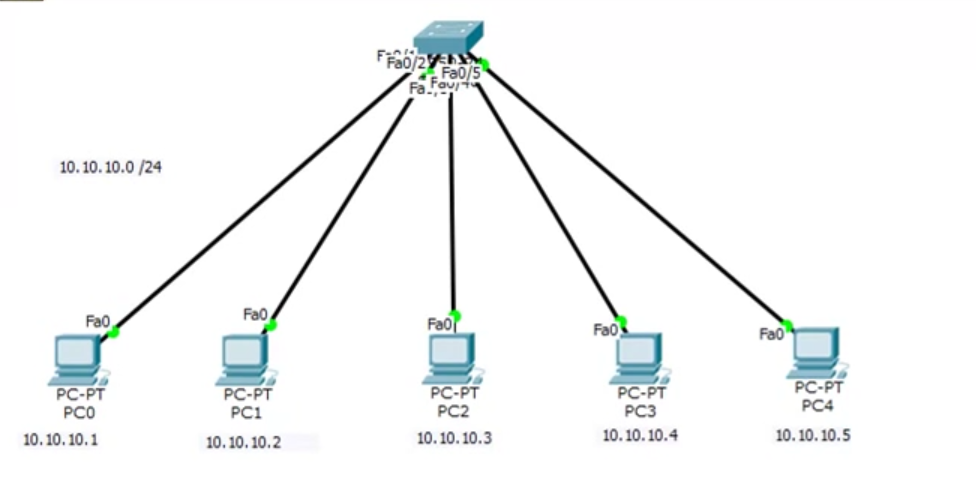 Fa0/2
Fa0/5
10.10.10.0 /24
Fa0
Fa0
Fa0
Fa0
Fa0
PC-PT
PC0
PC-PT
PC1
PC-PT
PC2
PC-PT
PC3
PC-PT
PC4
10.10.10.1
10.10.10.2
10.10.10.3
10.10.10.4
10.10.10.5